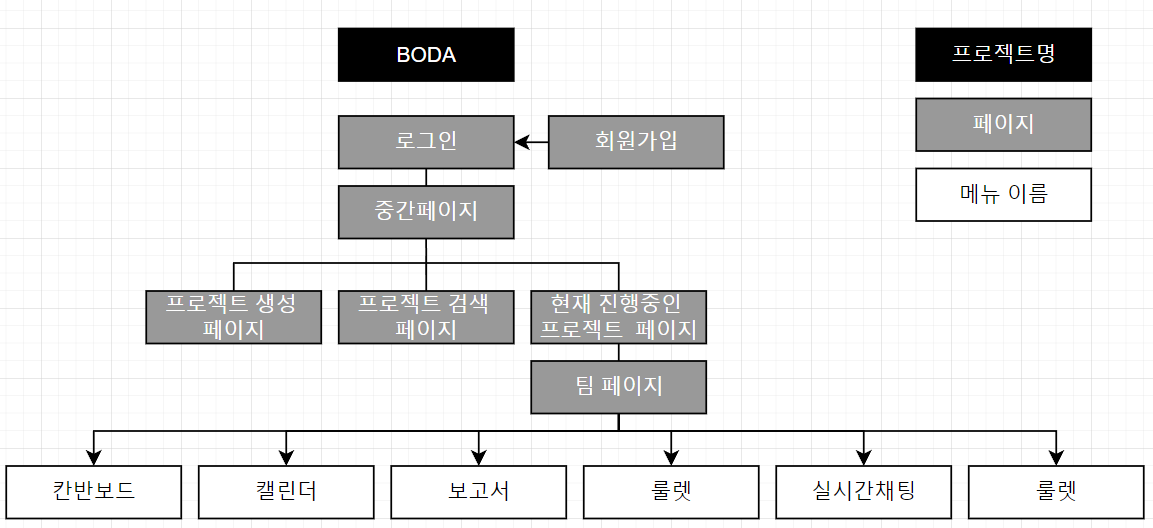 BODA
프로젝트명
페이지
메뉴 이름
로그인
회원가입
중간페이지
프로젝트 생성
페이지
프로젝트 검색
페이지
현재 진행중인
프로젝트 페이지
팀 페이지
칸반보드
캘린더
보고서
룰렛
실시간채팅
룰렛